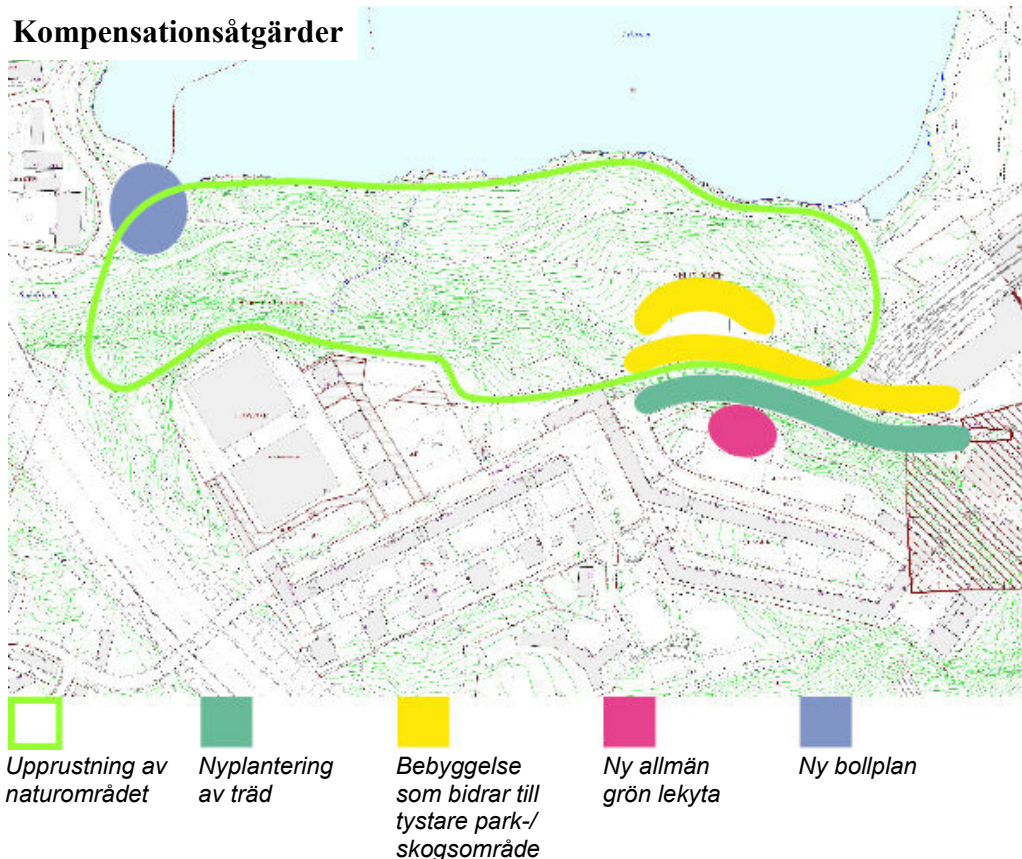 Kompensationsåtgärder
Upprustning av
naturområdet
Nyplantering
av träd
Bebyggelse
som bidrar till
tystare park-/
skogsområde
Ny allmän
grön lekyta
Ny bollplan